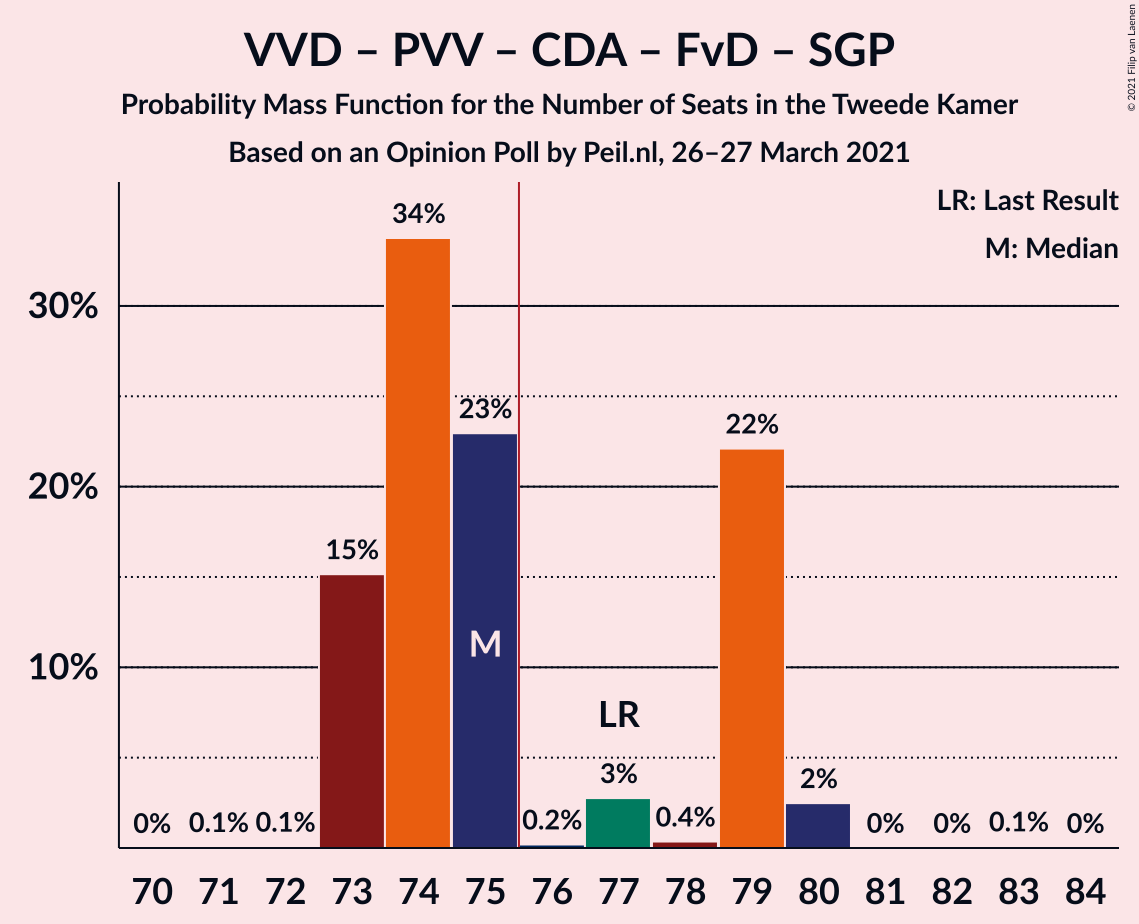 VVD – PVV – CDA – FvD – SGP
Probability Mass Function for the Number of Seats in the Tweede Kamer
Based on an Opinion Poll by Peil.nl, 26–27 March 2021
© 2021 Filip van Laenen
LR: Last Result
M: Median
30%
20%
10%
0%
0.1%
0.1%
15%
34%
23%
M
0.2%
LR
3%
0.4%
22%
2%
0%
0%
0.1%
0%
70 71 72 73 74 75 76 77 78 79 80 81 82 83 84